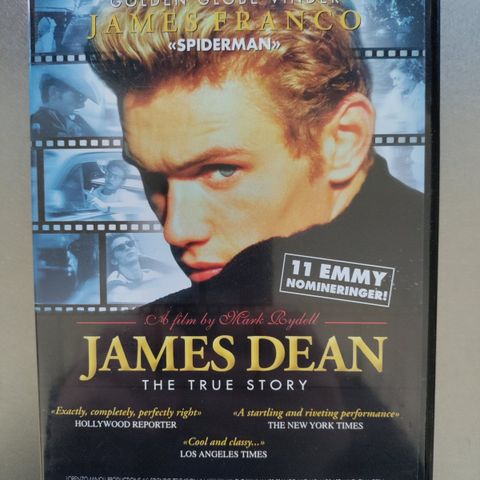 GOLDEN GLOBE VINDER
JAMES FRANCO
«SPIDERMAN»
11 EMMY
NOMINERINGER!
A film by Mark Rydell
JAMES DEAN
THE TRUE STORY
«Exactly, completely, perfectly right»
HOLLYWOOD REPORTER
«A startling and riveting performance»
THE NEW YORK TIMES
«Cool and classy...»
LOS ANGELES TIMES